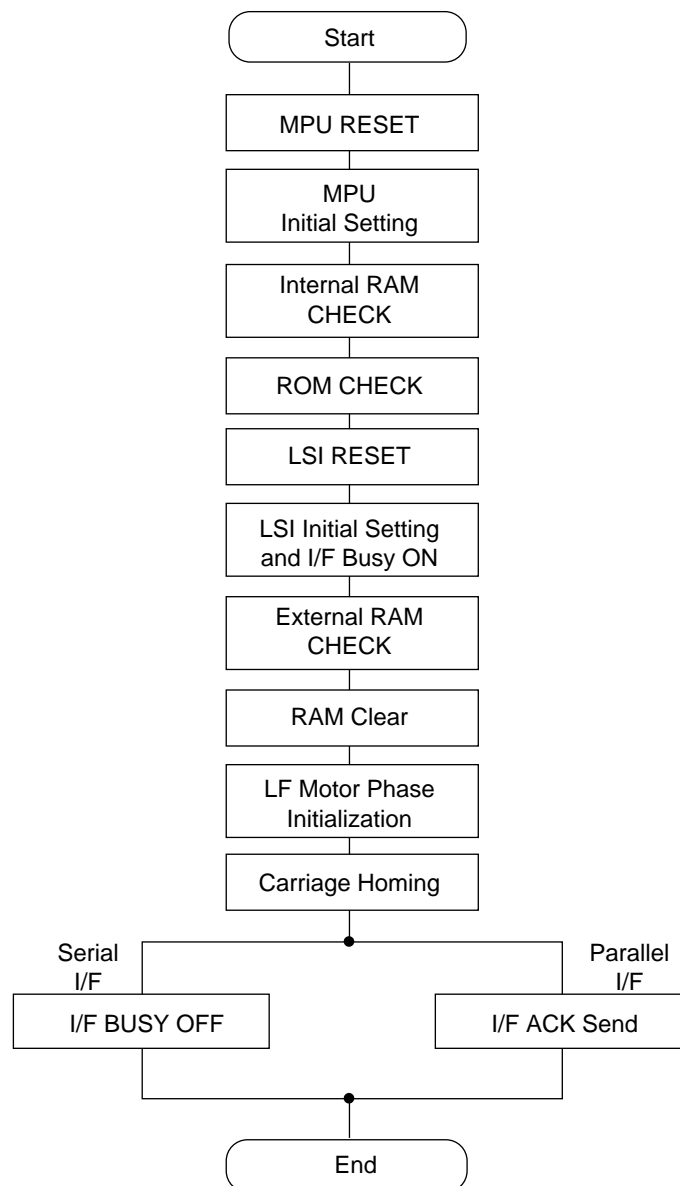 Start
MPU RESET
MPU
Initial Setting
Internal RAM
CHECK
ROM CHECK
LSI RESET
LSI Initial Setting
and I/F Busy ON
External RAM
CHECK
RAM Clear
LF Motor Phase
Initialization
Carriage Homing
Serial
I/F
Parallel
I/F
I/F BUSY OFF
I/F ACK Send
End